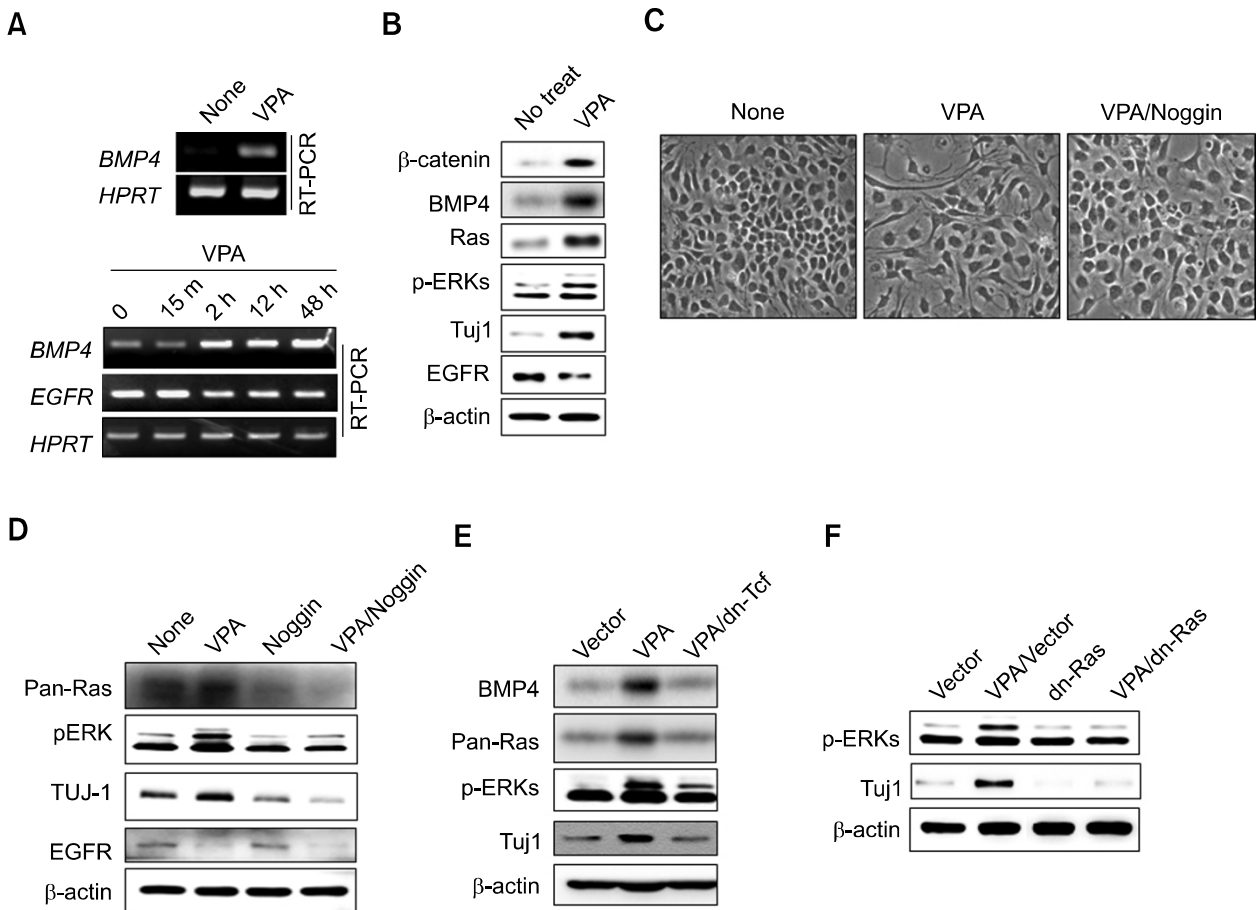 A
None VPA
BMP4
HPRT
RT-PCR
VPA
0 15 m 2 h 12 h 48 h
BMP4
EGFR
HPRT
RT-PCR
B
No treat VPA
β-catenin
BMP4
Ras
p-ERKs
Tuj1
EGFR
β-actin
C
None VPA VPA/Noggin
D
None VPA Noggin VPA/Noggin
Pan-Ras
pERK
TUJ-1
EGFR
β-actin
E
Vector VPA VPA/dn-Tcf
BMP4
Pan-Ras
p-ERKs
Tuj1
β-actin
F
Vector VPA/Vector dn-Ras VPA/dn-Ras
p-ERKs
Tuj1
β-actin